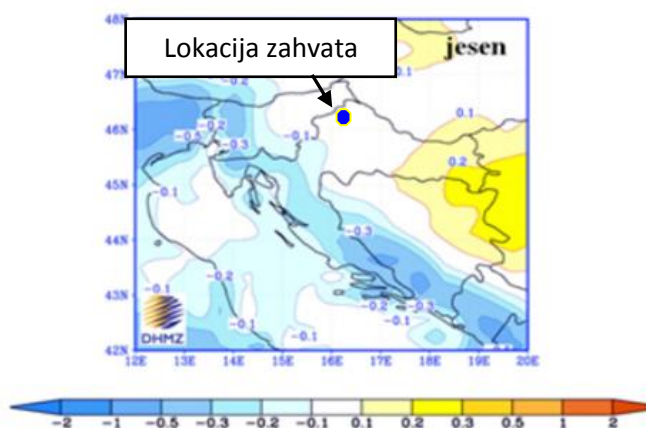 48N
Lokacija zahvata
jesen
47N
46N
45N
44N
43N
42N
-0.2
0.1
0.1
-0.2
-0.1
-0.5
-0.3
0.2
-0.1
-0.3
-0.1
-0.2
-0.2
-0.3
-0.1
-0.1
-0.1
DHMZ
12E 13E 14E 15E 16E 17E 18E 19E 20E
-2 -1 -0.5 -0.3 -0.2 -0.1 0.1 0.2 0.3 0.5 1 2